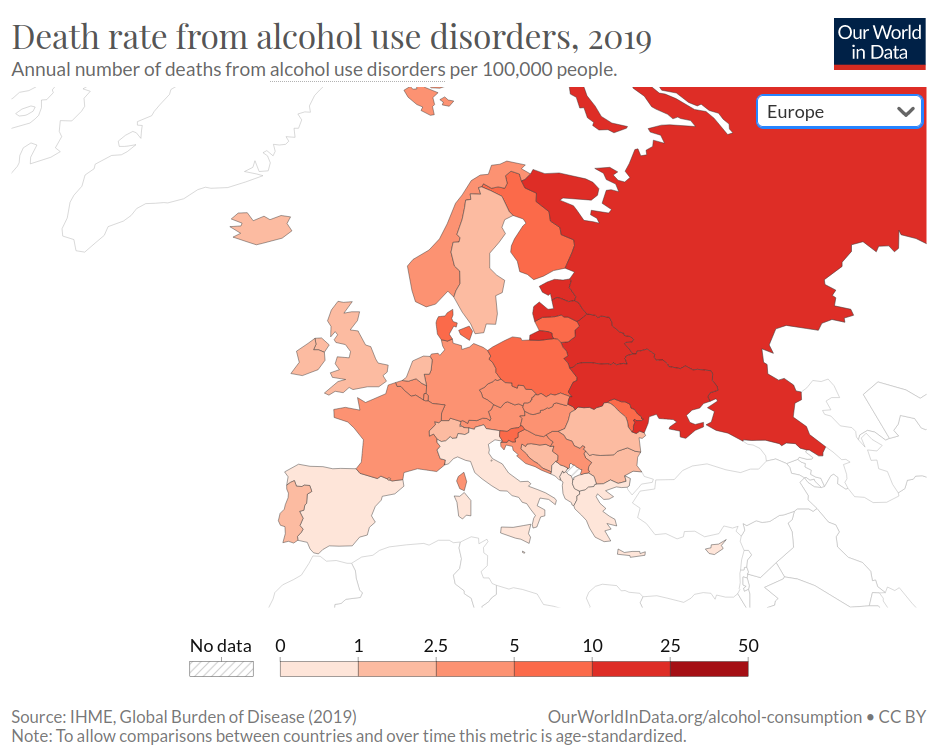 Death rate from alcohol use disorders, 2019
Annual number of deaths from alcohol use disorders per 100,000 people.
Our World
in Data
Europe
No data
0 1 2.5 5 10 25 50
Source: IHME, Global Burden of Disease (2019)
OurWorldInData.org/alcohol-consumption • CC BY
Note: To allow comparisons between countries and over time this metric is age-standardized.